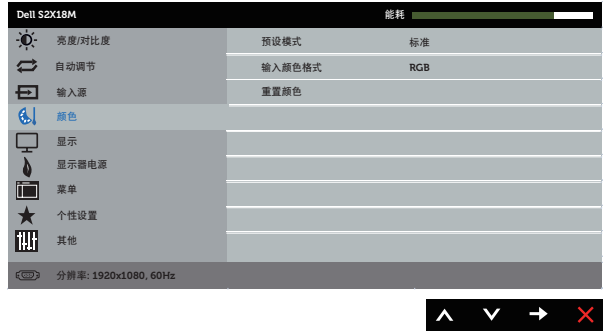 Dell S2X18M 能耗
亮度/对比度 预设模式 标准
自动调节 输入颜色格式 RGB
输入源 重置颜色
颜色
显示
显示器电源
菜单
个性设置
其他
分辨率: 1920x1080, 60Hz